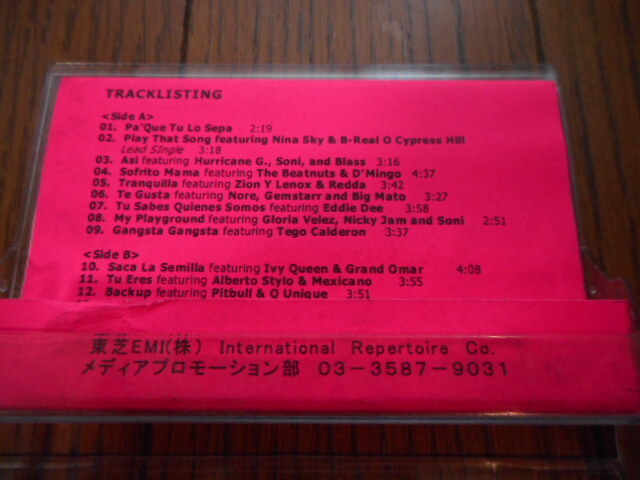 TRACKLISTING
<Side A>
01. Pa'Que Tu Lo Sepa 2:19
02. Play That Song featuring Nina Sky & B-Real O Cypress Hill
Lead SIngle 3:18
03. Asi featuring Hurricane G., Soni, and Blass 3:16
04. Sofrito Mama featuring The Beatnuts & D'Mingo 4:37
05. Tranquilla featuring Zion Y Lenox & Redda 3:42
06. Te Gusta featuring Nore, Gemstarr and Big Mato 3:27
07. Tu Sabes Quienes Somos featuring Eddie Dee 3:58
08. My Playground featuring Gloria Velez, Nicky Jam and Soni 2:51
09. Gangsta Gangsta featuring Tego Calderon 3:37
<Side B>
10. Saca La Semilla featuring Ivy Queen & Grand Omar 4:08
11. Tu Eres featuring Alberto Stylo & Mexicano 3:55
12. Backup featuring Pitbull & Q Unique 3:51
東芝EMI(株) International Repertoire Co.
メディアプロモーション部 03-3587-9031